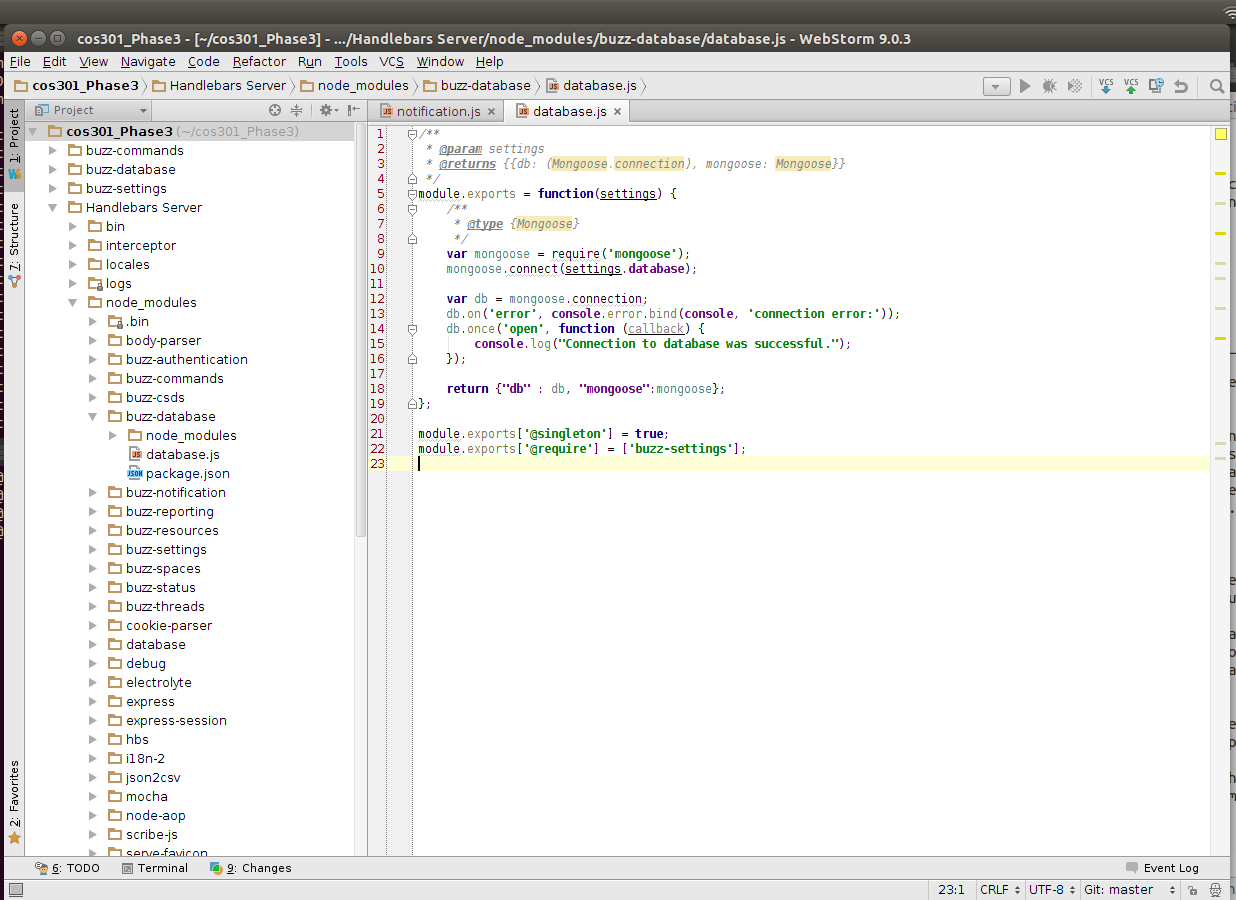 cos301_Phase3 - [~/cos301_Phase3] - .../Handlebars Server/node_modules/buzz-database/database.js - WebStorm 9.0.3
File Edit View Navigate Code Refactor Run Tools VCS Window Help
cos301_Phase3 Handlebars Server node_modules buzz-database database.js
VCS VCS
Project
notification.js database.js
1: Project
7: Structure
2: Favorites
cos301_Phase3 (~/cos301_Phase3)
buzz-commands
buzz-database
buzz-settings
Handlebars Server
bin
interceptor
locales
logs
node_modules
.bin
body-parser
buzz-authentication
buzz-commands
buzz-csds
buzz-database
node_modules
database.js
package.json
buzz-notification
buzz-reporting
buzz-resources
buzz-settings
buzz-spaces
buzz-status
buzz-threads
cookie-parser
database
debug
electrolyte
express
express-session
hbs
i18n-2
json2csv
mocha
node-aop
scribe-js
serve-favicon
1 /**
2 * @param settings
3 * @returns {{db: (Mongoose.connection), mongoose: Mongoose}}
4 */
5 module.exports = function(settings) {
6 /**
7 * @type {Mongoose}
8 */
9 var mongoose = require('mongoose');
10 mongoose.connect(settings.database);
11
12 var db = mongoose.connection;
13 db.on('error', console.error.bind(console, 'connection error:'));
14 db.once('open', function (callback) {
15 console.log("Connection to database was successful.");
16 });
17
18 return {"db" : db, "mongoose":mongoose};
19 };
20
21 module.exports['@singleton'] = true;
22 module.exports['@require'] = ['buzz-settings'];
23
6: TODO Terminal 9: Changes Event Log
23:1 CRLF UTF-8 Git: master